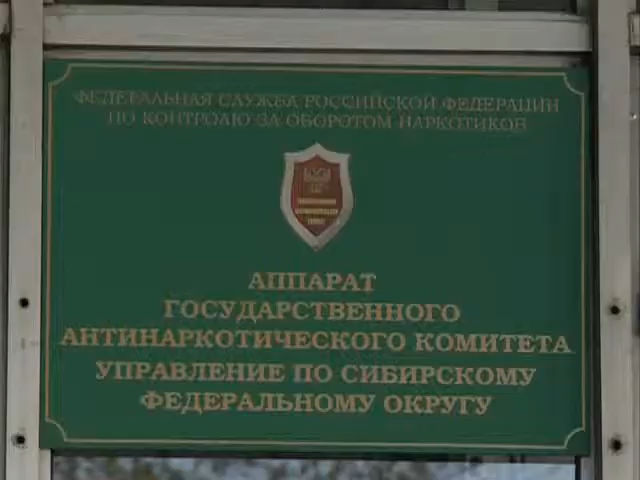 ФЕДЕРАЛЬНАЯ СЛУЖБА РОССИЙСКОЙ ФЕДЕРАЦИИ
ПО КОНТРОЛЮ ЗА ОБОРОТОМ НАРКОТИКОВ
АППАРАТ
ГОСУДАРСТВЕННОГО
АНТИНАРКОТИЧЕСКОГО КОМИТЕТА
УПРАВЛЕНИЕ ПО СИБИРСКОМУ
ФЕДЕРАЛЬНОМУ ОКРУГУ